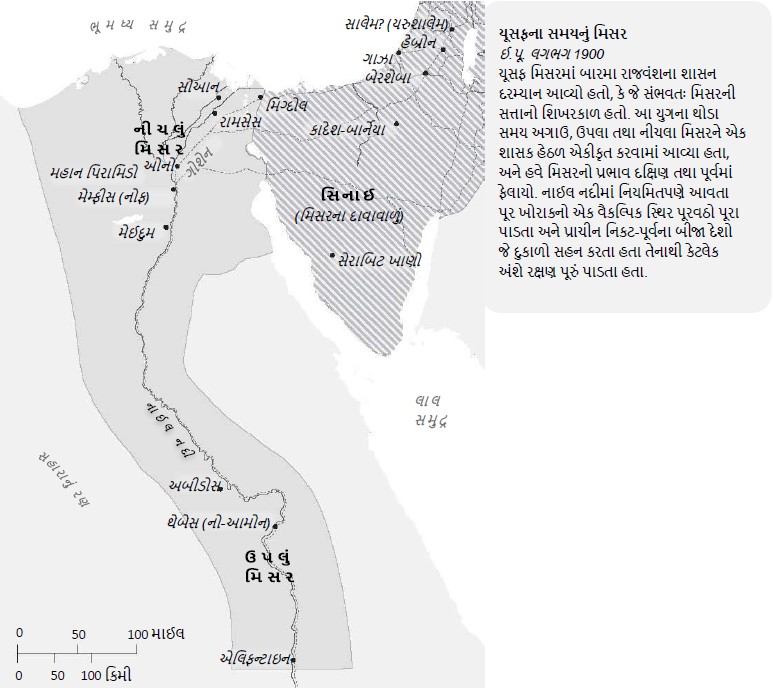 યૂસફના સમયનું મિસર
ઈ.પૂ. લગભગ 1900
યૂસફ મિસરમાં બારમા રાજવંશના શાસન
દરમ્યાન આવ્યો હતો, કે જે સંભવતઃ મિસરની
સત્તાનો શિખરકાળ હતો. આ યુગના થોડા
સમય અગાઉ, ઉપલા તથા નીચલા મિસરને એક
શાસક હેઠળ એકીકૃત કરવામાં આવ્યા હતા,
અને હવે મિસરનો પ્રભાવ દક્ષિણ તથા પૂર્વમાં
ફેલાયો. નાઈલ નદીમાં નિયમિતપણે આવતા
પૂર ખોરાકનો એક વૈકલ્પિક સ્થિર પૂરવઠો પૂરા
પાડતા અને પ્રાચીન નિકટ-પૂર્વના બીજા દેશો
જે દુકાળો સહન કરતા હતા તેનાથી કેટલેક
અંશે રક્ષણ પૂરું પાડતા હતા.
ભૂમધ્ય સમુદ્ર
સાલેમ? (યરુશાલેમ)
હેબ્રોન
ગાઝા
બેરશેબા
સોઆન
મિગ્દોલ
રામસેસ
કાદેશ-બાર્નેયા
નીચલું
મિસર
ઓનો
ગોશેન
મહાન પિરામિડો
મેમ્ફીસ (નોફ)
મેઈદુમ
સિનાઈ
(મિસરના દાવાવાળું)
સેરાબિટ ખાણો
લાલ
સમુદ્ર
નાઈલ નદી
સહારાનું રણ
અબીડોસ
થેબેસ (નો-આમોન)
ઉપલું
મિસર
એલિફન્ટાઇન
0 50 100 માઈલ
0 50 100 કિમી